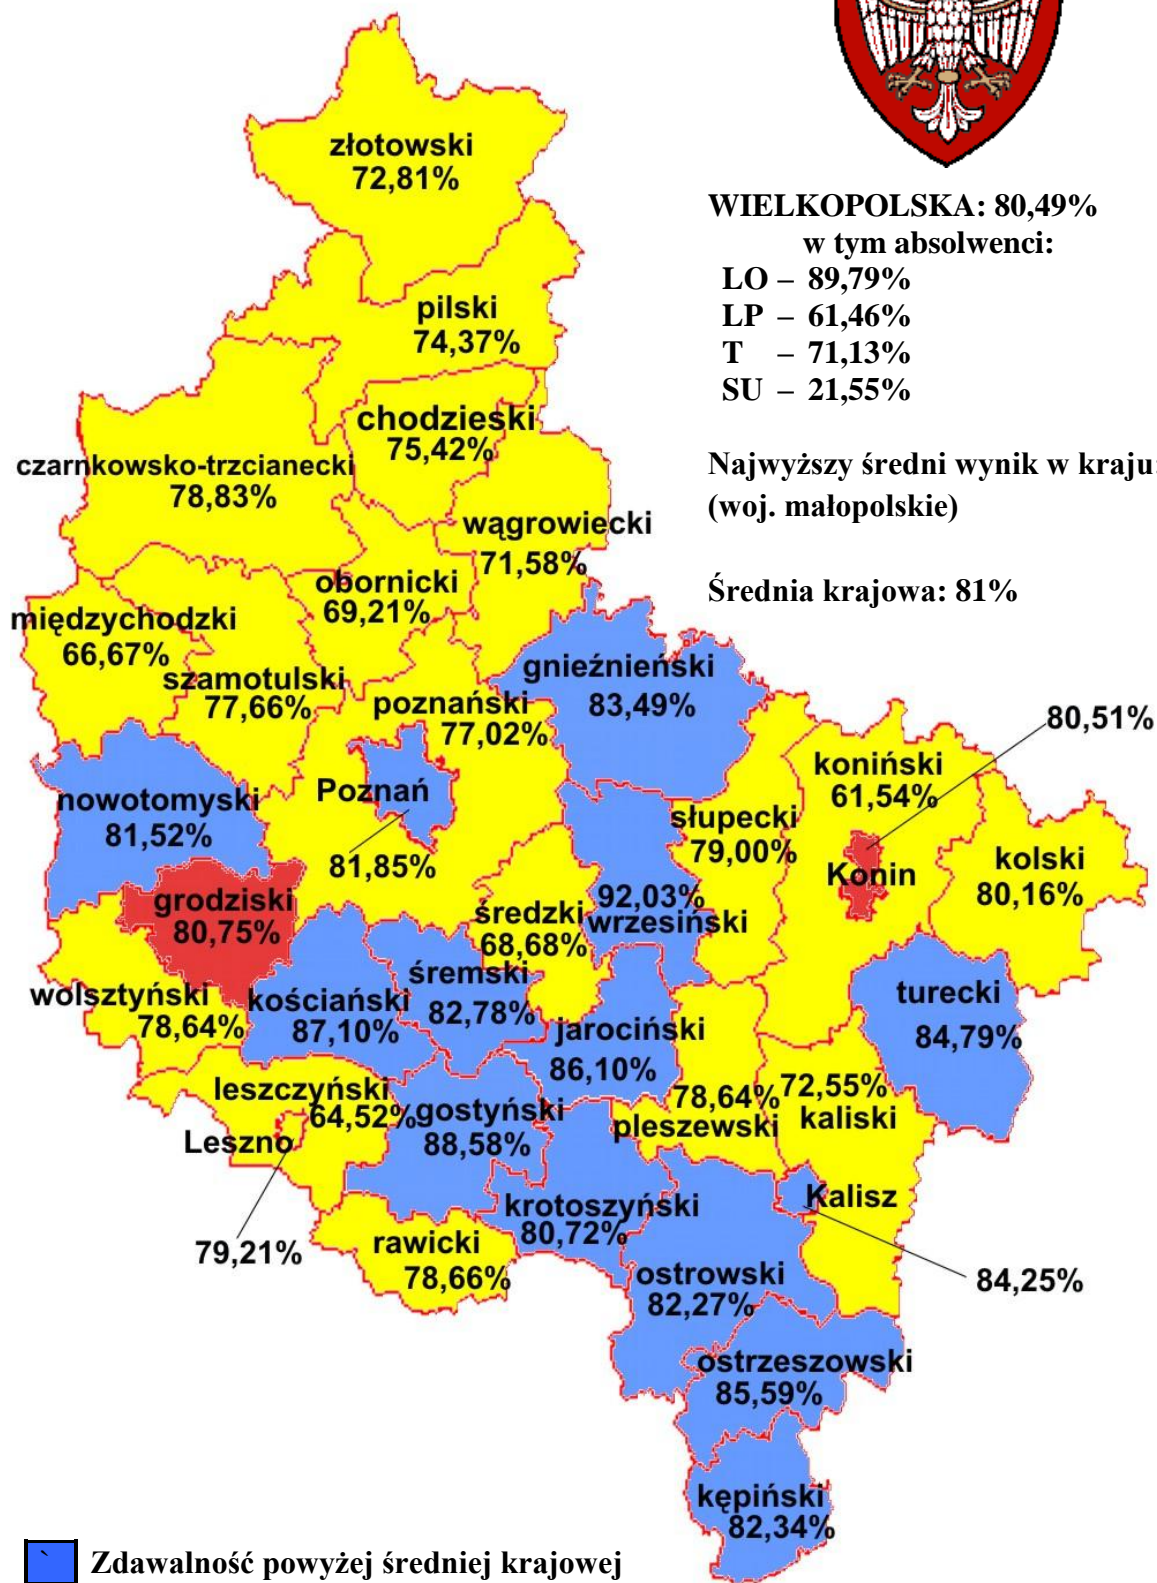 złotowski
72,81%
WIELKOPOLSKA: 80,49%
w tym absolwenci:
LO – 89,79%
LP – 61,46%
T – 71,13%
SU – 21,55%
pilski
74,37%
chodzieski
75,42%
czarnkowsko-trzcianecki
78,83%
Najwyższy średni wynik w kraju:
(woj. małopolskie)
wągrowiecki
71,58%
obornicki
69,21%
Średnia krajowa: 81%
międzychodzki
66,67%
szamotulski
77,66%
poznański
77,02%
gnieźnieński
83,49%
80,51%
koniński
61,54%
nowotomyski
81,52%
Poznań
81,85%
słupecki
79,00%
Konin
kolski
80,16%
grodziski
80,75%
średzki
68,68%
92,03%
wrzesiński
wolsztyński
78,64%
kościański
87,10%
śremski
82,78%
jarociński
86,10%
turecki
84,79%
leszczyński
64,52%
gostyński
88,58%
78,64%
pleszewski
72,55%
kaliski
Leszno
79,21%
krotoszyński
80,72%
Kalisz
84,25%
rawicki
78,66%
ostrowski
82,27%
ostrzeszowski
85,59%
kępiński
82,34%
` Zdawalność powyżej średniej krajowej